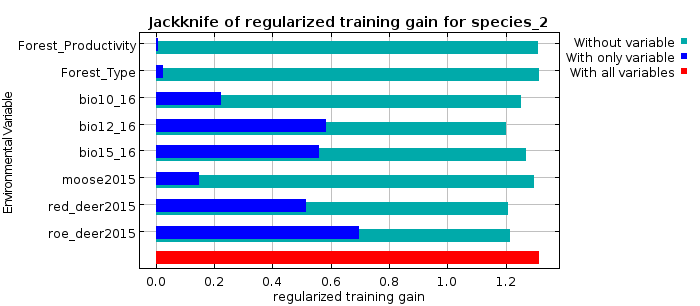 Jackknife of regularized training gain for species_2
Environmental Variable
Forest_Productivity
Forest_Type
bio10_16
bio12_16
bio15_16
moose2015
red_deer2015
roe_deer2015
0.0 0.2 0.4 0.6 0.8 1.0 1.2
regularized training gain
Without variable
With only variable
With all variables